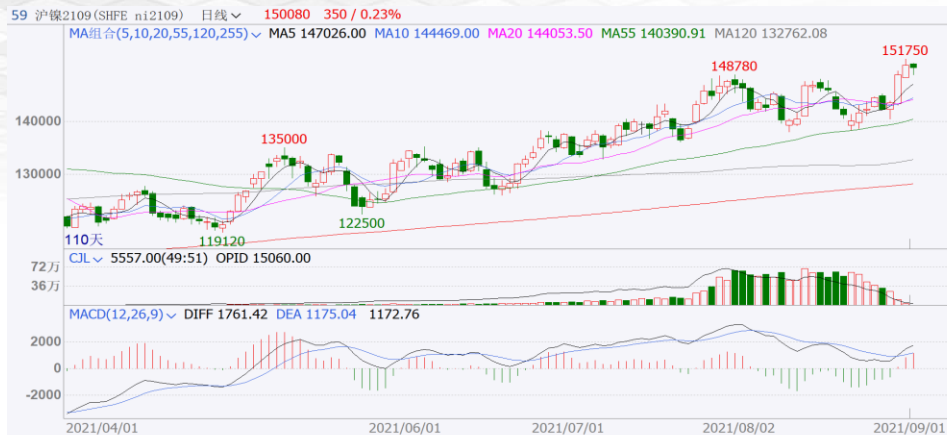 59 沪镍2109(SHFE ni2109) 日线 150080 350 / 0.23%
MA组合(5,10,20,55,120,255) MA5 147026.00 MA10 144469.00 MA20 144053.50 MA55 140390.91 MA120 132762.08
151750
148780
140000
135000
130000
122500
119120
110天
CJL 5557.00(49:51) OPID 15060.00
72万
36万
MACD(12,26,9) DIFF 1761.42 DEA 1175.04 1172.76
2000
0
-2000
2021/04/01 2021/06/01 2021/07/01 2021/08/02 2021/09/01